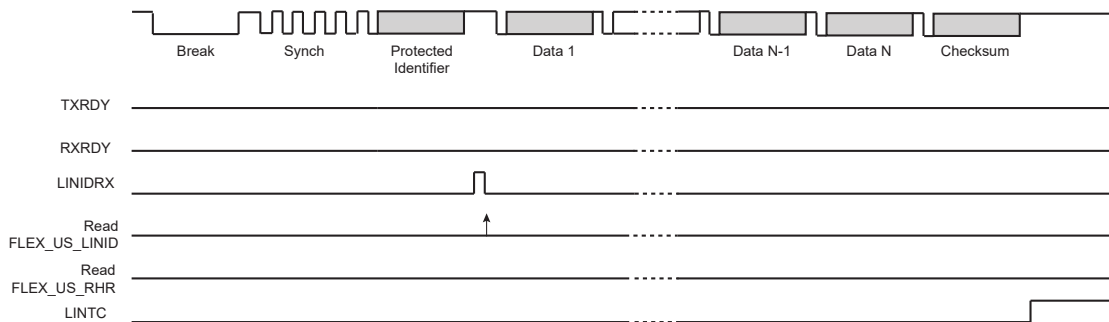 Break Synch Protected Data 1 Data N-1 Data N Checksum
Identifier
TXRDY
RXRDY
LINIDRX
Read
FLEX_US_LINID
Read
FLEX_US_RHR
LINTC